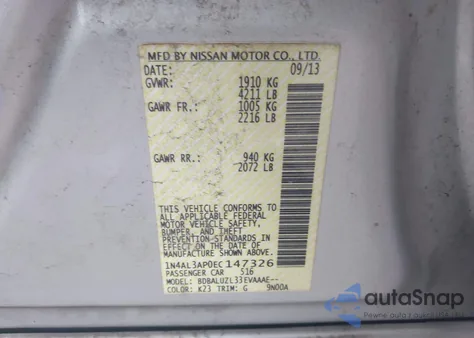 MFD BY NISSAN MOTOR CO., LTD.
DATE: 09/13
GVWR: 1910 KG
4211 LB
GAWR FR.: 1005 KG
2216 LB
GAWR RR.: 940 KG
2072 LB
THIS VEHICLE CONFORMS TO
ALL APPLICABLE FEDERAL
MOTOR VEHICLE SAFETY,
BUMPER, AND THEFT
PREVENTION STANDARDS IN
EFFECT ON THE DATE OF
MANUFACTURE SHOWN ABOVE.
1N4AL3AP0EC147326
PASSENGER CAR 516
MODEL: BDBALUZL33EVAAAE--
COLOR: K23 TRIM: G 9N00A
autoSnap
Pewne auta z USA